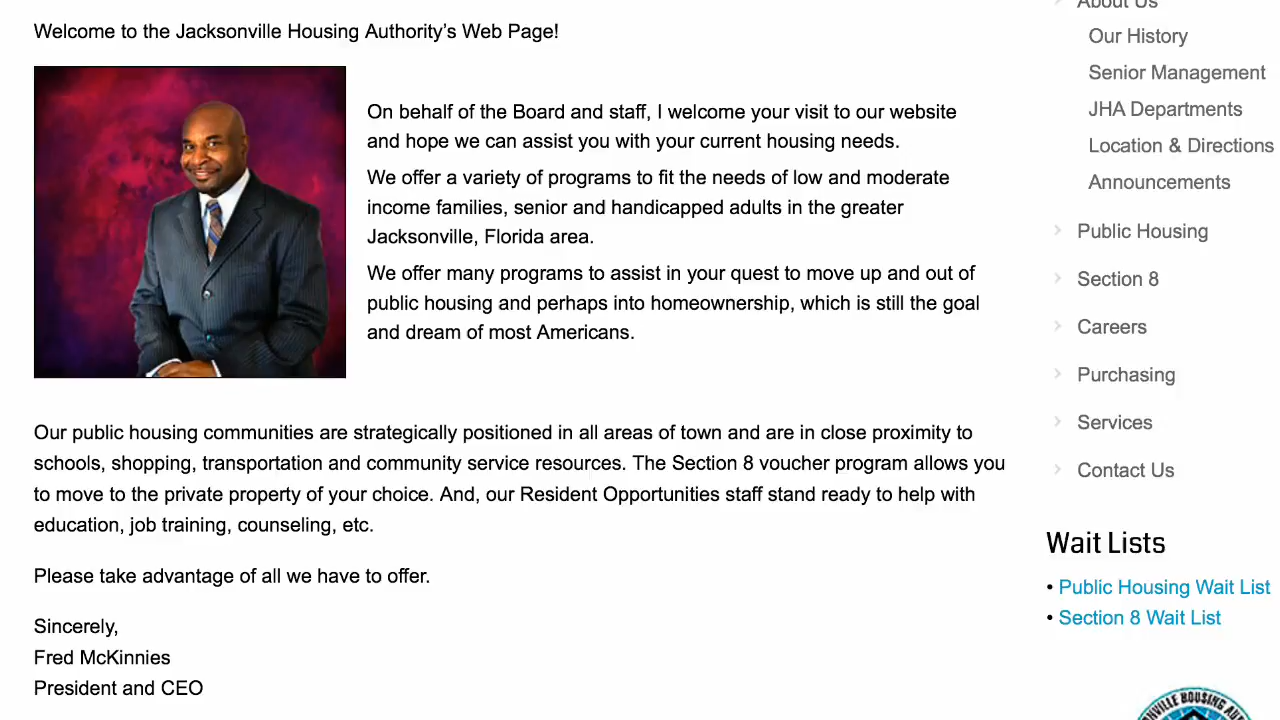 Welcome to the Jacksonville Housing Authority’s Web Page!
On behalf of the Board and staff, I welcome your visit to our website
and hope we can assist you with your current housing needs.
We offer a variety of programs to fit the needs of low and moderate
income families, senior and handicapped adults in the greater
Jacksonville, Florida area.
We offer many programs to assist in your quest to move up and out of
public housing and perhaps into homeownership, which is still the goal
and dream of most Americans.
Our public housing communities are strategically positioned in all areas of town and are in close proximity to
schools, shopping, transportation and community service resources. The Section 8 voucher program allows you
to move to the private property of your choice. And, our Resident Opportunities staff stand ready to help with
education, job training, counseling, etc.
Please take advantage of all we have to offer.
Sincerely,
Fred McKinnies
President and CEO
About Us
Our History
Senior Management
JHA Departments
Location & Directions
Announcements
Public Housing
Section 8
Careers
Purchasing
Services
Contact Us
Wait Lists
• Public Housing Wait List
• Section 8 Wait List
HOUSING